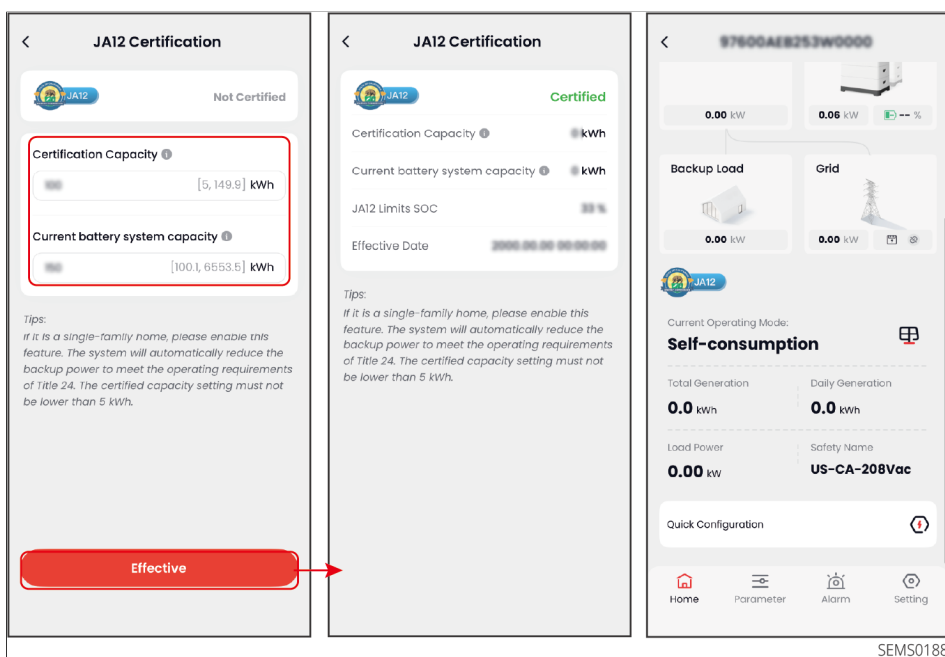 JA12 Certification
JA12
Not Certified
Certification Capacity
[5, 149.9] kWh
Current battery system capacity
[100.1, 6553.5] kWh
Tips:
If it is a single-family home, please enable this
feature. The system will automatically reduce the
backup power to meet the operating requirements
of Title 24. The certified capacity setting must not
be lower than 5 kWh.
Effective
JA12 Certification
JA12
Certified
Certification Capacity
kWh
Current battery system capacity
kWh
JA12 Limits SOC
Effective Date
Tips:
If it is a single-family home, please enable this
feature. The system will automatically reduce the
backup power to meet the operating requirements
of Title 24. The certified capacity setting must not
be lower than 5 kWh.
0.00 kW
0.06 kW
-- %
Backup Load
Grid
0.00 kW
0.00 kW
JA12
Current Operating Mode:
Self-consumption
Total Generation
Daily Generation
0.0 kWh
0.0 kWh
Load Power
Safety Name
0.00 kW
US-CA-208Vac
Quick Configuration
Home
Parameter
Alarm
Setting
SEMS0188